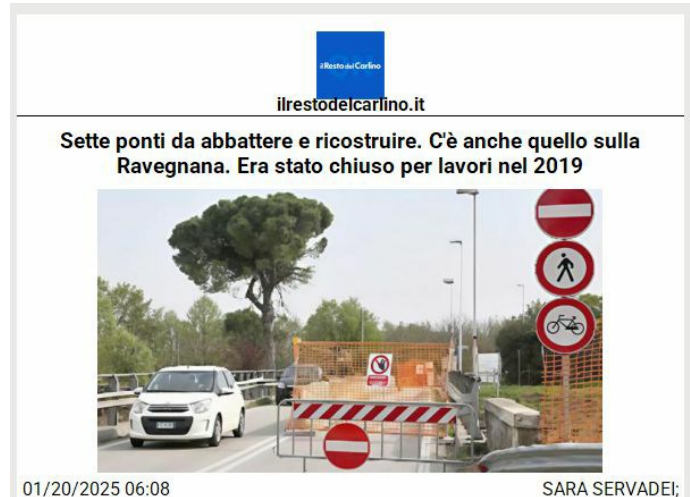 il Resto del Carlino
ilrestodelcarlino.it
Sette ponti da abbattere e ricostruire. C'è anche quello sulla
Ravegnana. Era stato chiuso per lavori nel 2019
01/20/2025 06:08
SARA SERVADEI;